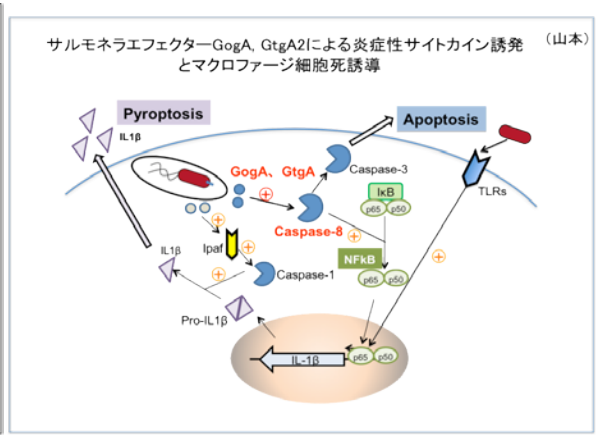 サルモネラエフェクターGogA, GtgA2による炎症性サイトカイン誘発
(山本)
とマクロファージ細胞死誘導
Pyroptosis
Apoptosis
IL1β
GogA、GtgA
Caspase-3
TLRs
IκB
p65 p50
Caspase-8
Ipaf
IL1β
NFkB
Caspase-1
p65 p50
Pro-IL1β
IL-1β
p65 p50